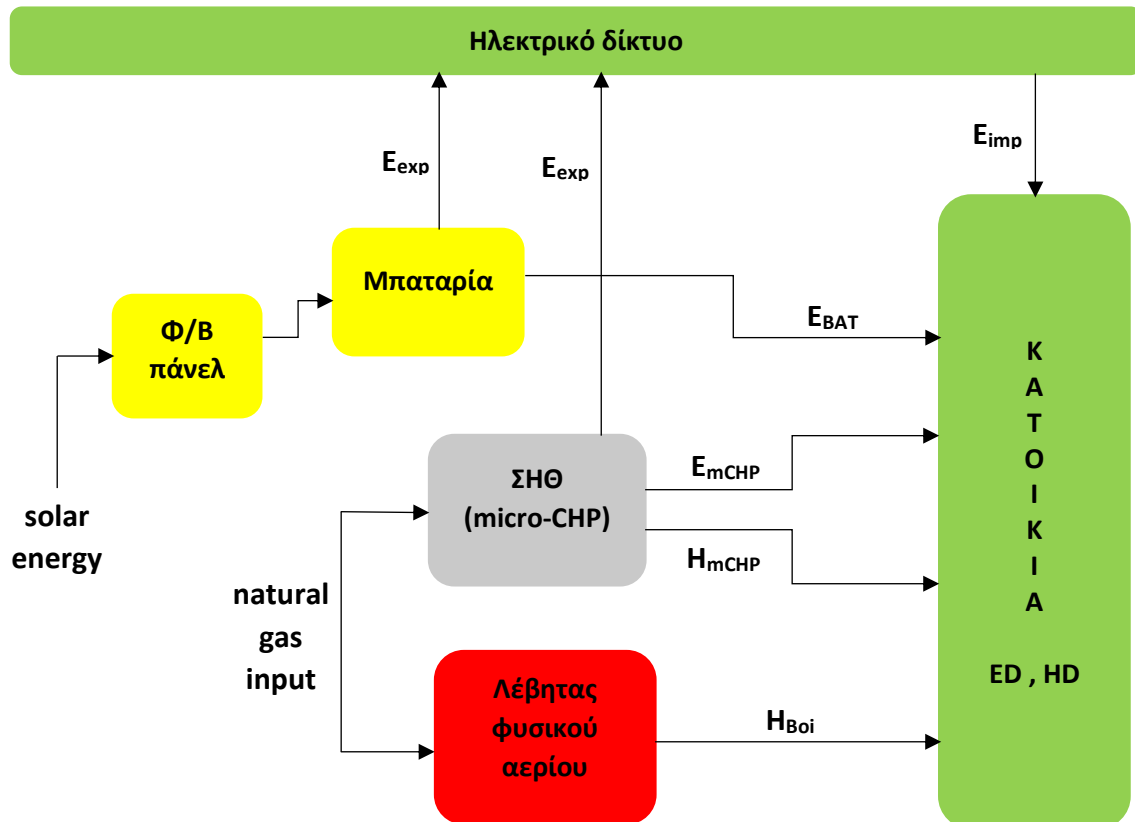 Ηλεκτρικό δίκτυο
Eexp
Eexp
Eimp
Μπαταρία
Φ/Β
πάνελ
EBAT
Κ
Α
Τ
Ο
Ι
Κ
Ι
Α
ED , HD
solar
energy
ΣΗΘ
(micro-CHP)
EmCHP
HmCHP
natural
gas
input
Λέβητας
φυσικού
αερίου
HBoi